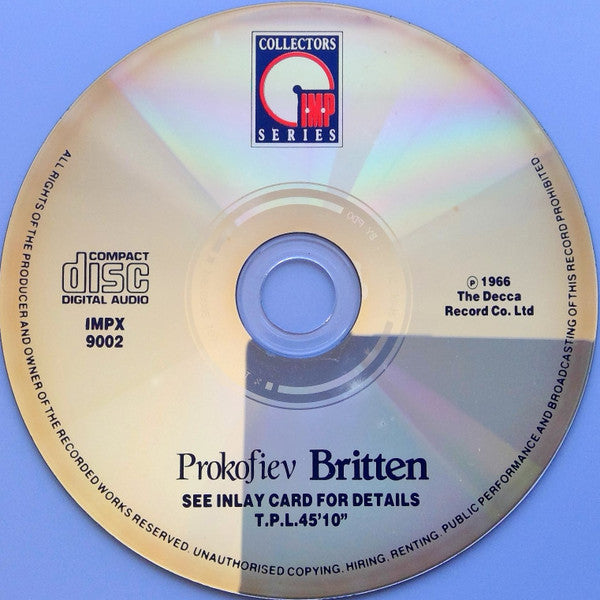 COLLECTORS
IMP
SERIES
COMPACT
disc
DIGITAL AUDIO
IMPX
9002
℗ 1966
The Decca
Record Co. Ltd
Prokofiev Britten
SEE INLAY CARD FOR DETAILS
T.P.L.45'10"
ALL RIGHTS OF THE PRODUCER AND OWNER OF THE RECORDED WORKS RESERVED. UNAUTHORISED COPYING, HIRING, RENTING, PUBLIC PERFORMANCE AND BROADCASTING OF THIS RECORD PROHIBITED
BY PDO